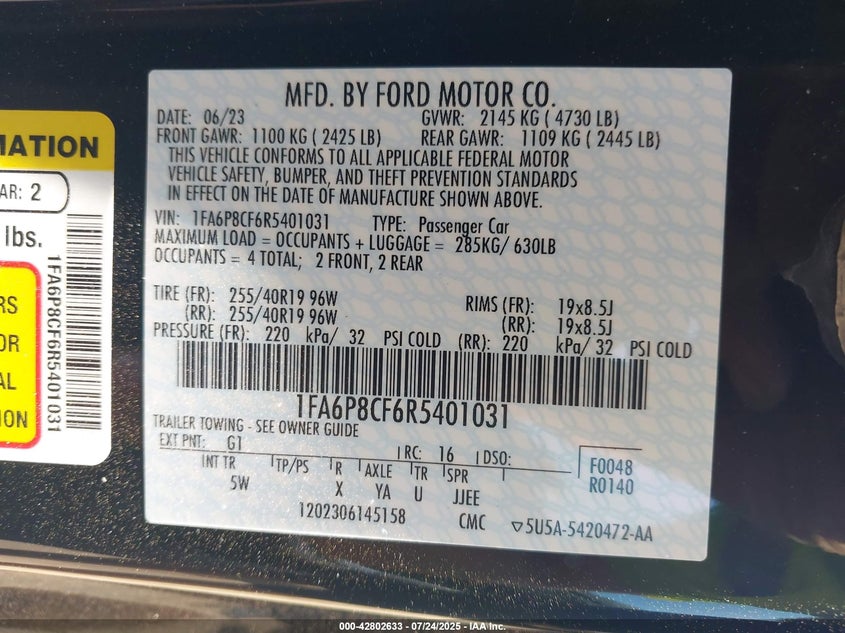 MFD. BY FORD MOTOR CO.
DATE: 06/23 GVWR: 2145 KG ( 4730 LB)
FRONT GAWR: 1100 KG ( 2425 LB) REAR GAWR: 1109 KG ( 2445 LB)
THIS VEHICLE CONFORMS TO ALL APPLICABLE FEDERAL MOTOR
VEHICLE SAFETY, BUMPER, AND THEFT PREVENTION STANDARDS
IN EFFECT ON THE DATE OF MANUFACTURE SHOWN ABOVE.
VIN: 1FA6P8CF6R5401031 TYPE: Passenger Car
MAXIMUM LOAD = OCCUPANTS + LUGGAGE = 285KG/ 630LB
OCCUPANTS = 4 TOTAL; 2 FRONT, 2 REAR
TIRE (FR): 255/40R19 96W RIMS (FR): 19x8.5J
(RR): 255/40R19 96W (RR): 19x8.5J
PRESSURE (FR): 220 kPa/ 32 PSI COLD (RR): 220 kPa/ 32 PSI COLD
1FA6P8CF6R5401031
TRAILER TOWING - SEE OWNER GUIDE
EXT PNT: G1 RC: 16 DSO: F0048
INT TR TP/PS R AXLE TR SPR R0140
5W X YA U JJEE
1202306145158 CMC 5U5A-5420472-AA
MATION
AR: 2
lbs.
1FA6P8CF6R5401031
RS
OR
AL
ION
000-42802633 - 07/24/2025 - IAA Inc.